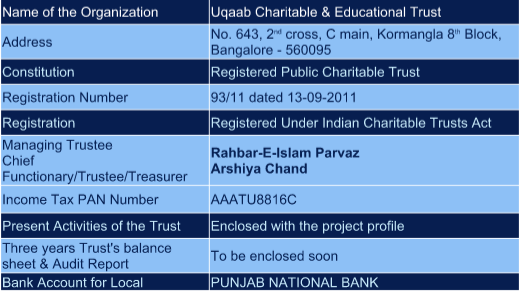 Name of the Organization Uqaab Charitable & Educational Trust
Address No. 643, 2nd cross, C main, Kormangla 8th Block,
Bangalore - 560095
Constitution Registered Public Charitable Trust
Registration Number 93/11 dated 13-09-2011
Registration Registered Under Indian Charitable Trusts Act
Managing Trustee Rahbar-E-Islam Parvaz
Chief Arshiya Chand
Functionary/Trustee/Treasurer
Income Tax PAN Number AAATU8816C
Present Activities of the Trust Enclosed with the project profile
Three years Trust's balance To be enclosed soon
sheet & Audit Report
Bank Account for Local PUNJAB NATIONAL BANK